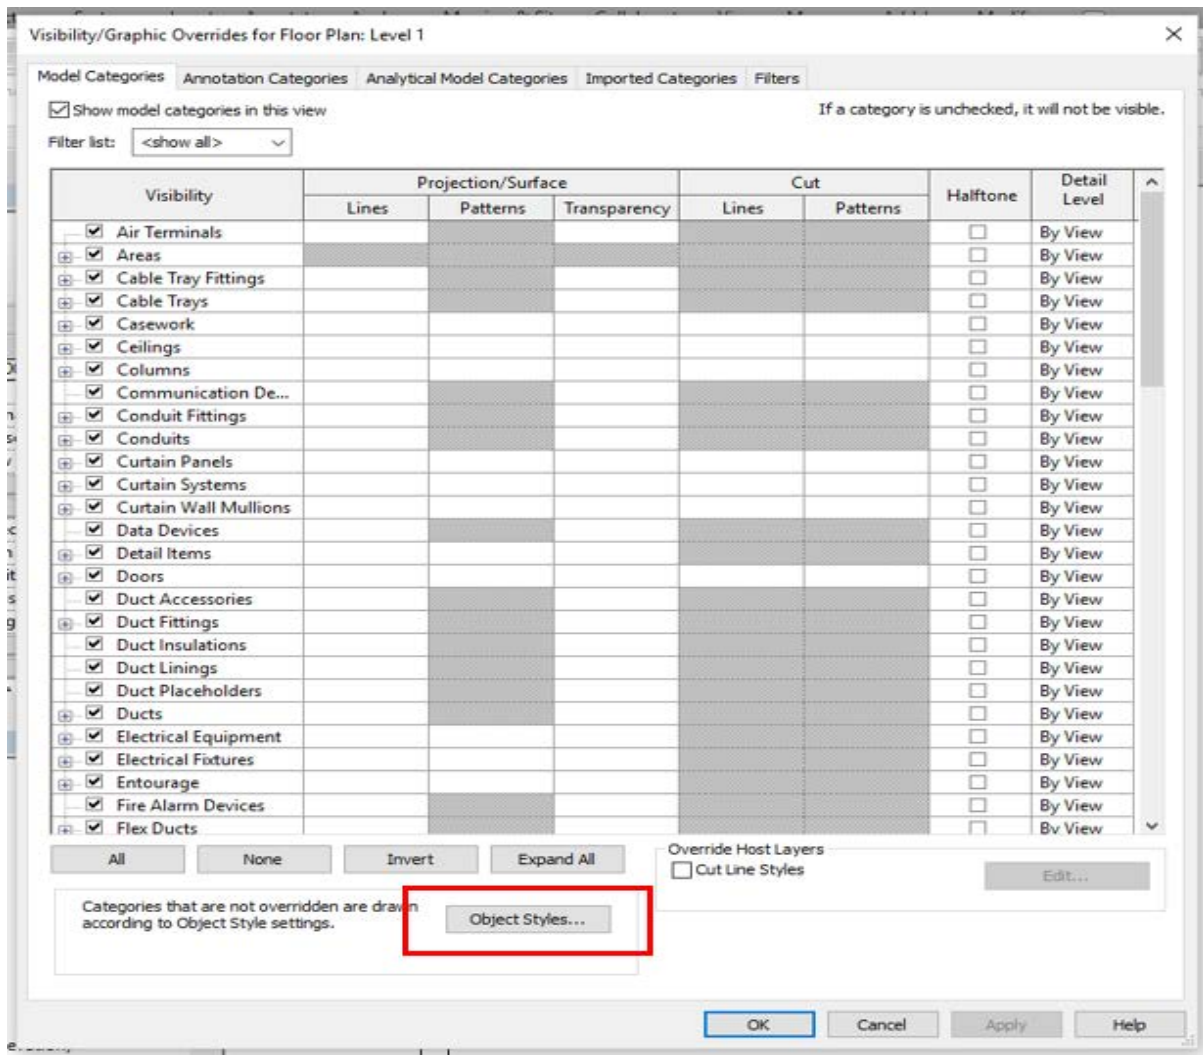 Visibility/Graphic Overrides for Floor Plan: Level 1
Model Categories Annotation Categories Analytical Model Categories Imported Categories Filters
Show model categories in this view If a category is unchecked, it will not be visible.
Filter list: <show all>
Visibility Projection/Surface Cut Halftone Detail Level
Lines Patterns Transparency Lines Patterns
Air Terminals By View
Areas By View
Cable Tray Fittings By View
Cable Trays By View
Casework By View
Ceilings By View
Columns By View
Communication De... By View
Conduit Fittings By View
Conduits By View
Curtain Panels By View
Curtain Systems By View
Curtain Wall Mullions By View
Data Devices By View
Detail Items By View
Doors By View
Duct Accessories By View
Duct Fittings By View
Duct Insulations By View
Duct Linings By View
Duct Placeholders By View
Ducts By View
Electrical Equipment By View
Electrical Fixtures By View
Entourage By View
Fire Alarm Devices By View
Flex Ducts By View
All None Invert Expand All
Override Host Layers
Cut Line Styles Edit...
Categories that are not overridden are drawn
according to Object Style settings.
Object Styles...
OK Cancel Apply Help